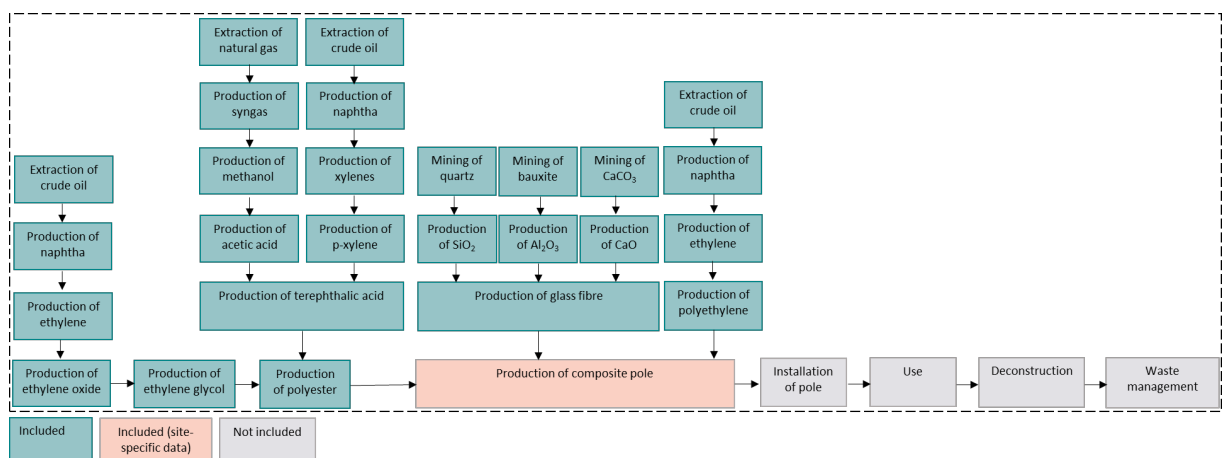 Extraction of
natural gas
Extraction of
crude oil
Production of
syngas
Production of
naphtha
Extraction of
crude oil
Extraction of
crude oil
Production of
methanol
Production of
xylenes
Mining of
quartz
Mining of
bauxite
Mining of
CaCO₃
Production of
naphtha
Production of
naphtha
Production of
acetic acid
Production of
p-xylene
Production
of SiO₂
Production
of Al₂O₃
Production
of CaO
Production of
ethylene
Production of
ethylene
Production of terephthalic acid
Production of glass fibre
Production of
polyethylene
Production of
ethylene oxide
Production of
ethylene glycol
Production
of polyester
Production of composite pole
Installation
of pole
Use
Deconstruction
Waste
management
Included
Included (site-
specific data)
Not included